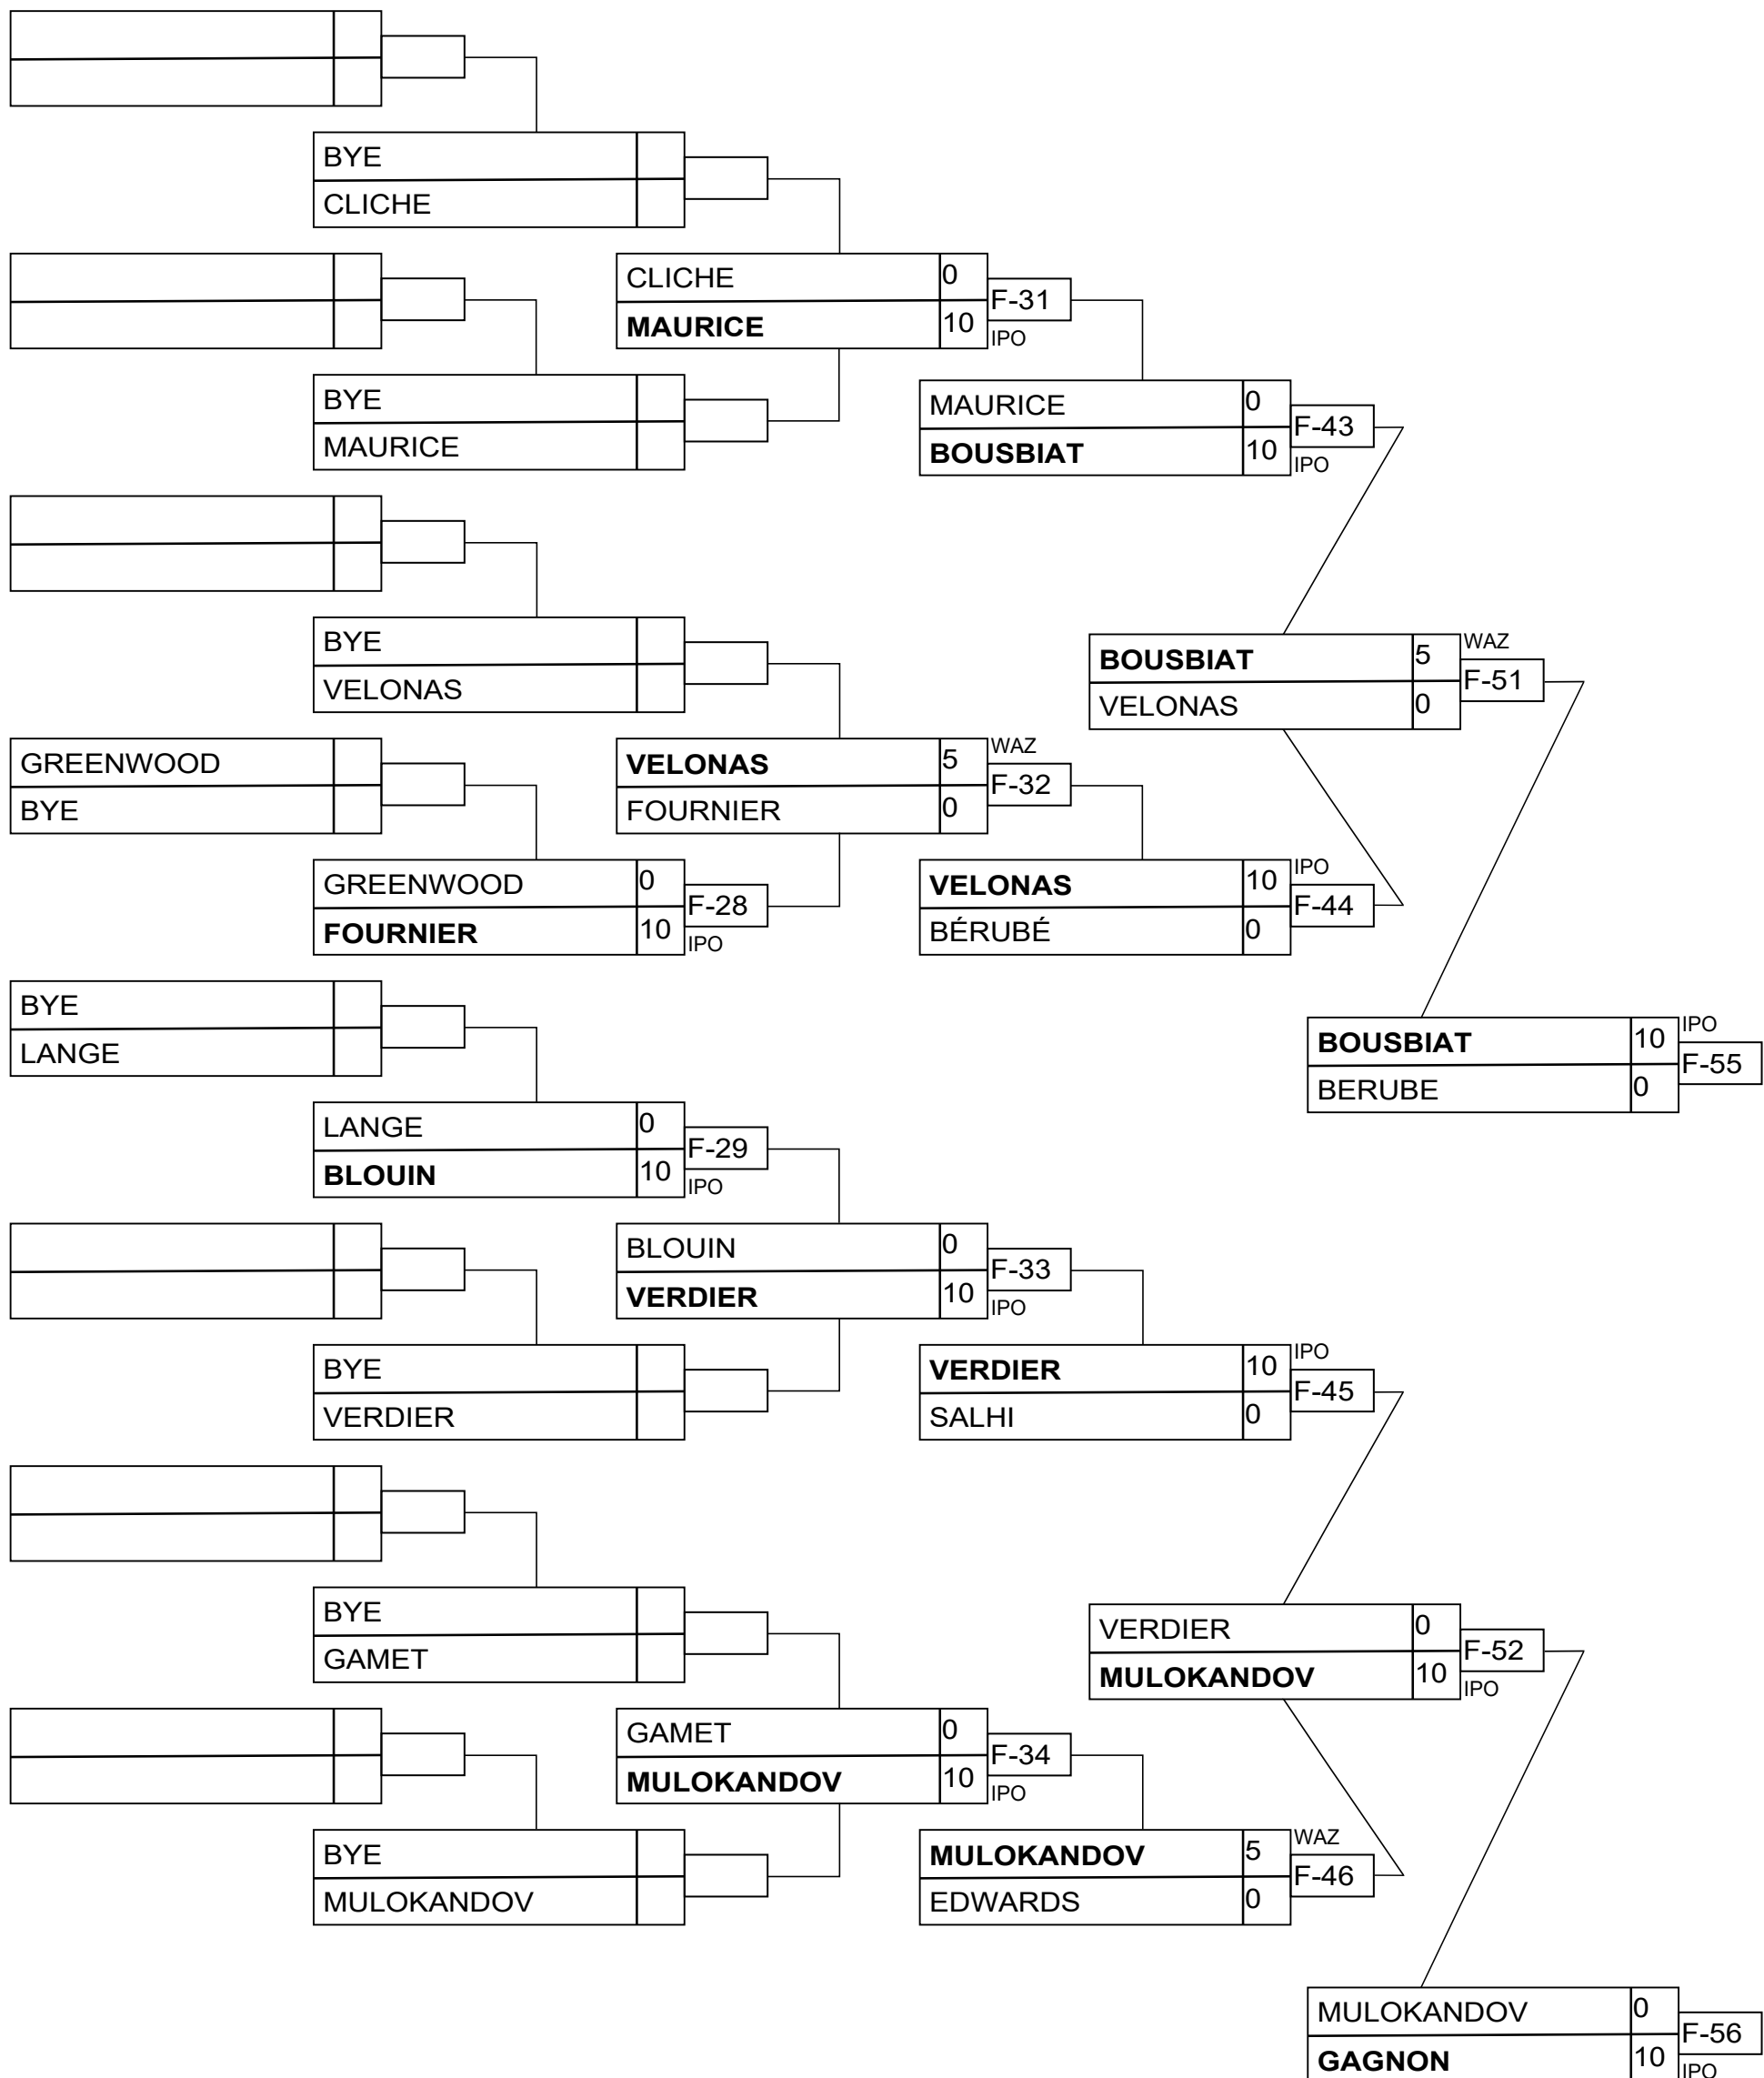 BYE
CLICHE
CLICHE 0
F-31
MAURICE 10 IPO
BYE
MAURICE
MAURICE 0
F-43
BOUSBIAT 10 IPO
BYE
VELONAS
BOUSBIAT 5 WAZ
F-51
VELONAS 0
GREENWOOD
BYE
VELONAS 5 WAZ
F-32
FOURNIER 0
GREENWOOD 0
F-28
FOURNIER 10 IPO
VELONAS 10 IPO
F-44
BÉRUBÉ 0
BYE
LANGE
BOUSBIAT 10 IPO
F-55
BERUBE 0
LANGE 0
F-29
BLOUIN 10 IPO
BLOUIN 0
F-33
VERDIER 10 IPO
BYE
VERDIER
VERDIER 10 IPO
F-45
SALHI 0
BYE
GAMET
VERDIER 0
F-52
MULOKANDOV 10 IPO
GAMET 0
F-34
MULOKANDOV 10 IPO
BYE
MULOKANDOV
MULOKANDOV 5 WAZ
F-46
EDWARDS 0
MULOKANDOV 0
F-56
GAGNON 10 IPO